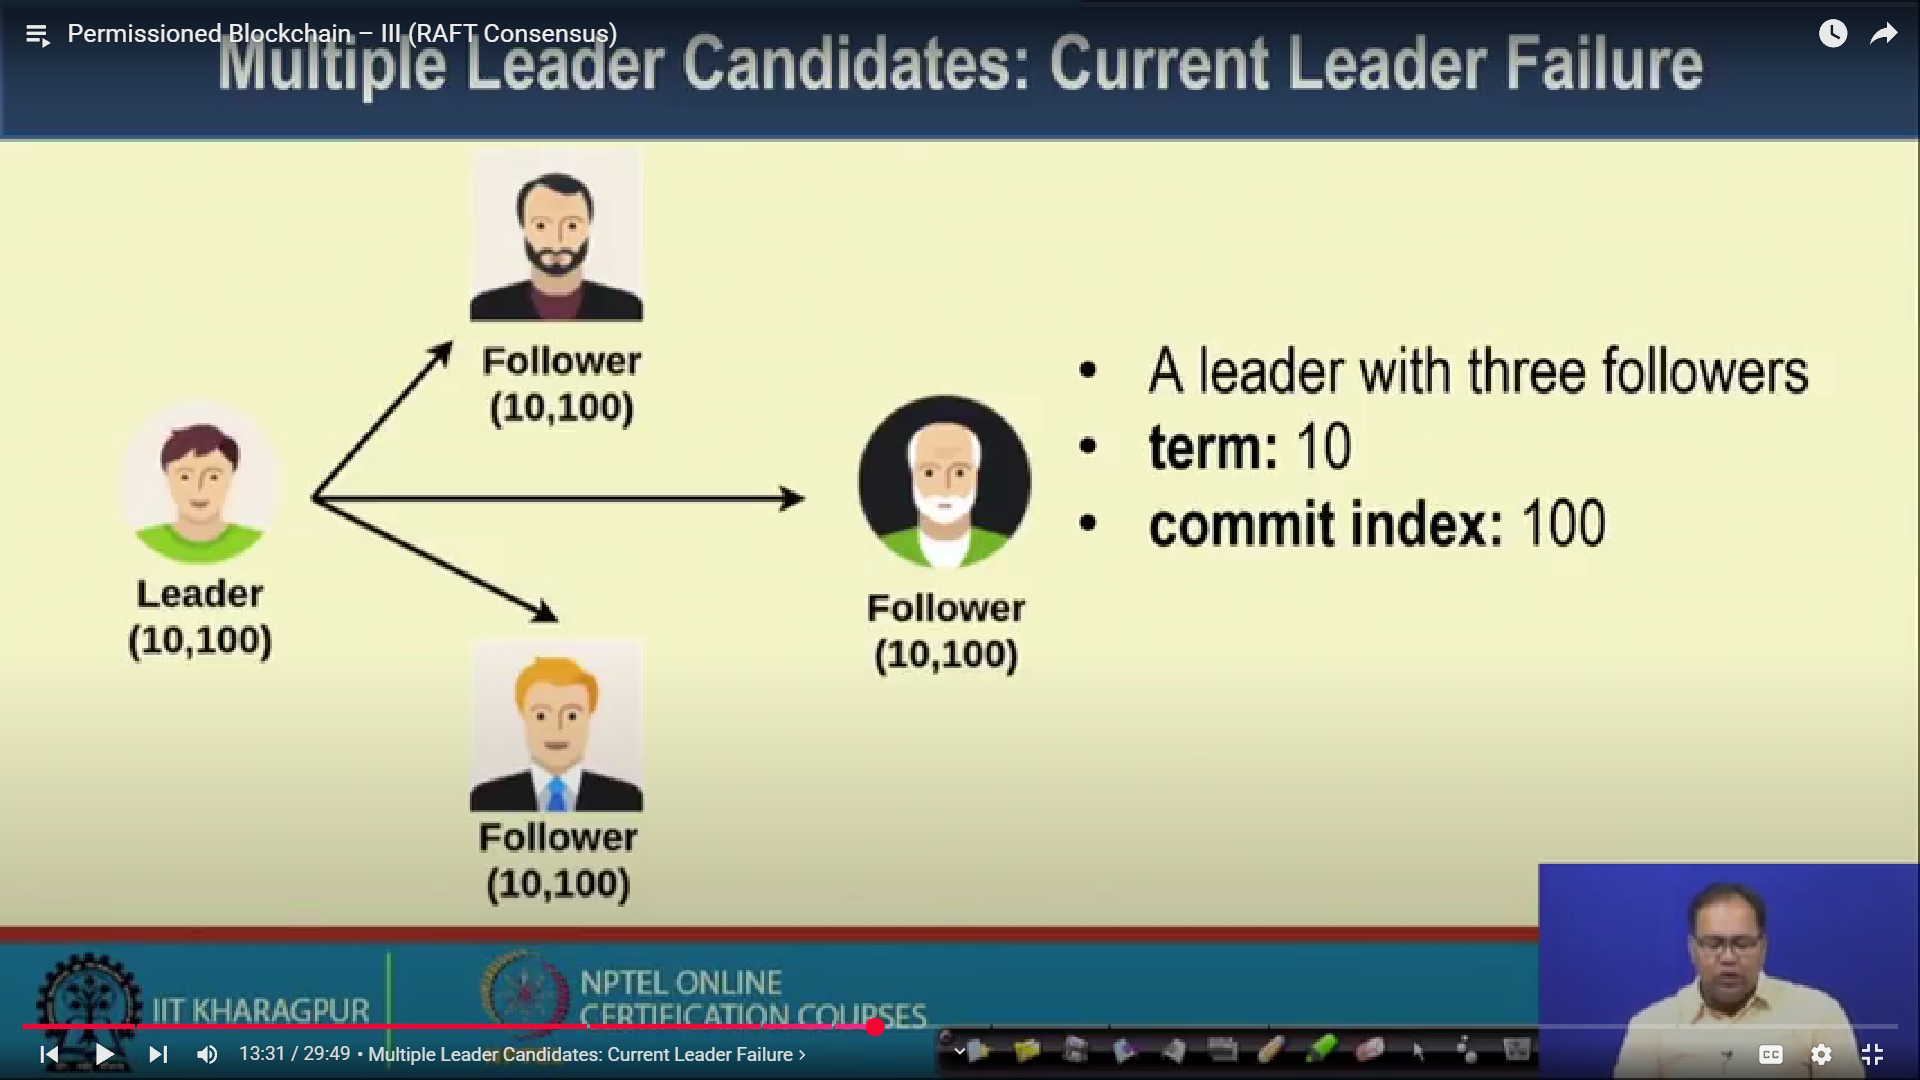 Permissioned Blockchain – III (RAFT Consensus)
Multiple Leader Candidates: Current Leader Failure
Follower
(10,100)
• A leader with three followers
• term: 10
• commit index: 100
Leader
(10,100)
Follower
(10,100)
Follower
(10,100)
IIT KHARAGPUR
NPTEL ONLINE
CERTIFICATION COURSES
13:31 / 29:49 • Multiple Leader Candidates: Current Leader Failure ›
CC